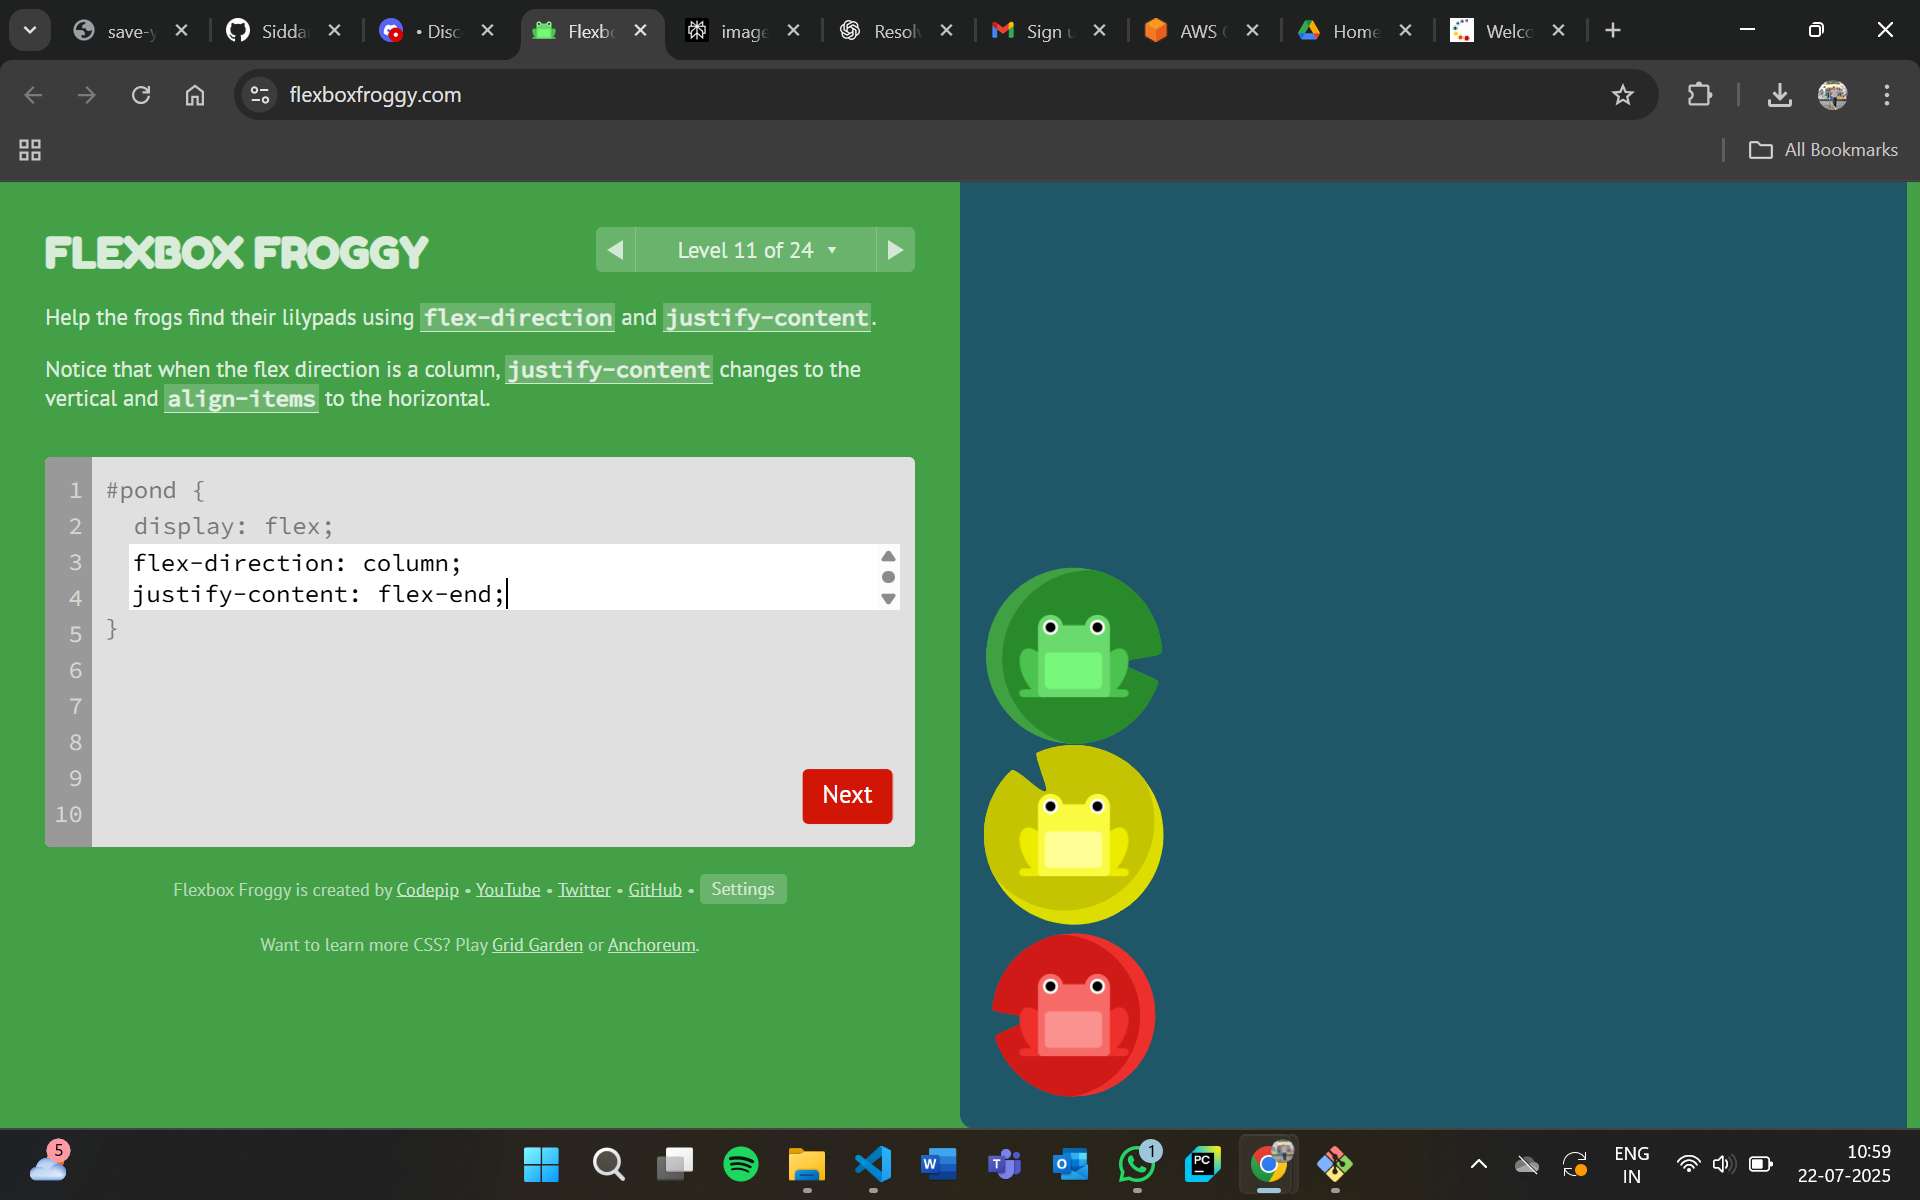 save-y
Sidda
• Disc
Flexbo
image
Resolv
Sign u
AWS C
Home
Welco
flexboxfroggy.com
All Bookmarks
FLEXBOX FROGGY
Level 11 of 24
Help the frogs find their lilypads using flex-direction and justify-content.
Notice that when the flex direction is a column, justify-content changes to the
vertical and align-items to the horizontal.
1 #pond {
2 display: flex;
3 flex-direction: column;
4 justify-content: flex-end;
5 }
6
7
8
9
10
Next
Flexbox Froggy is created by Codepip • YouTube • Twitter • GitHub • Settings
Want to learn more CSS? Play Grid Garden or Anchoreum.
5
W
T
O
1
PC
ENG
IN
10:59
22-07-2025